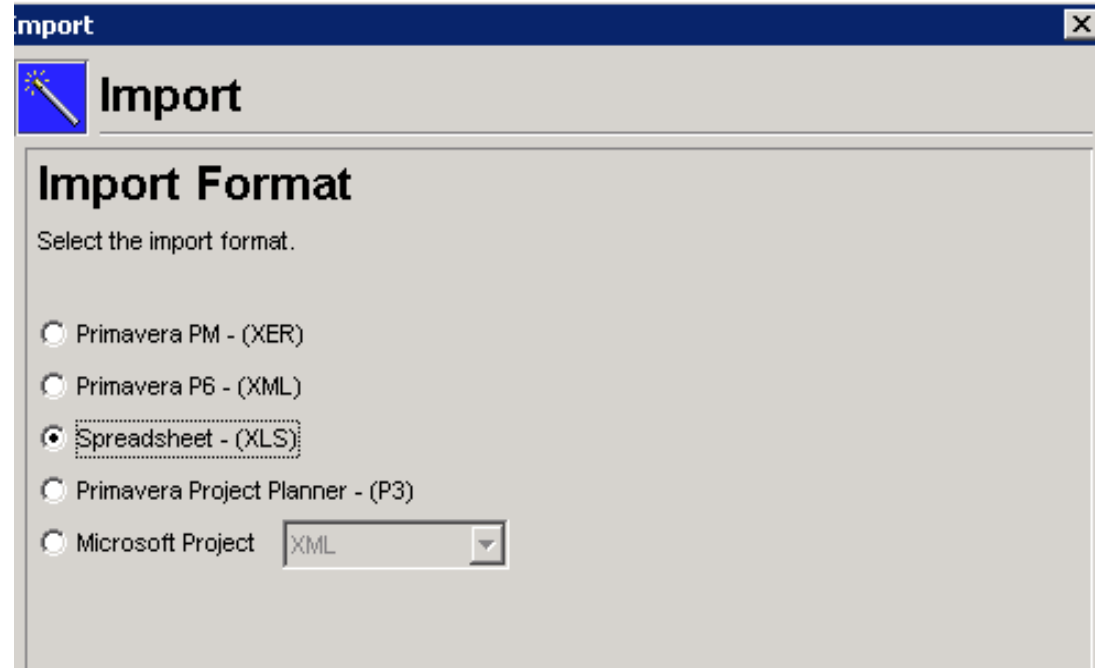 Import
Import
Import Format
Select the import format.
Primavera PM - (XER)
Primavera P6 - (XML)
Spreadsheet - (XLS)
Primavera Project Planner - (P3)
Microsoft Project XML